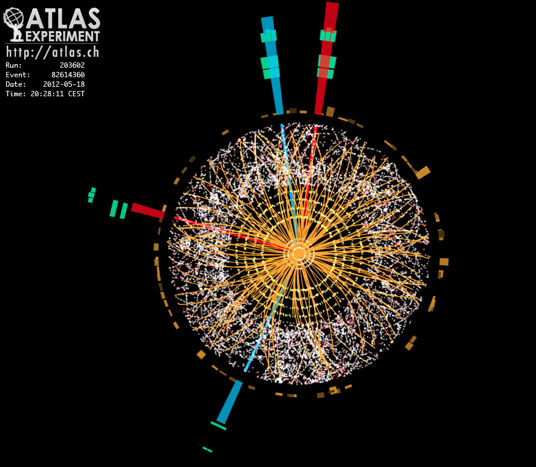 ATLAS
EXPERIMENT
http://atlas.ch
Run: 203602
Event: 82614360
Date: 2012-05-18
Time: 20:28:11 CEST